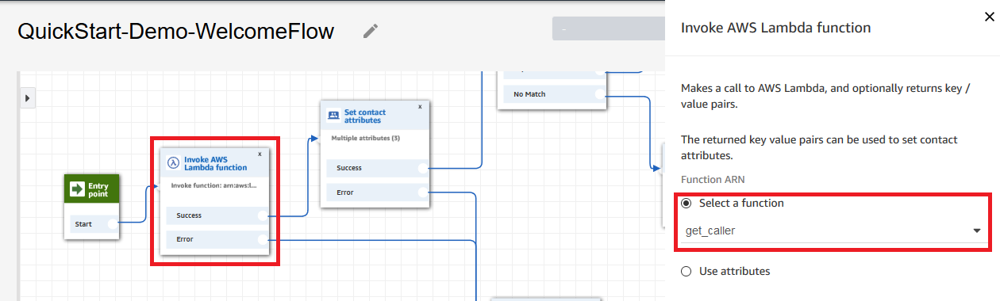 QuickStart-Demo-WelcomeFlow
No Match
Set contact
attributes
Multiple attributes (3)
Success
Error
Invoke AWS
Lambda function
Invoke function: arn:aws:l...
Success
Error
Entry
point
Start
Invoke AWS Lambda function
Makes a call to AWS Lambda, and optionally returns key /
value pairs.
The returned key value pairs can be used to set contact
attributes.
Function ARN
Select a function
get_caller
Use attributes